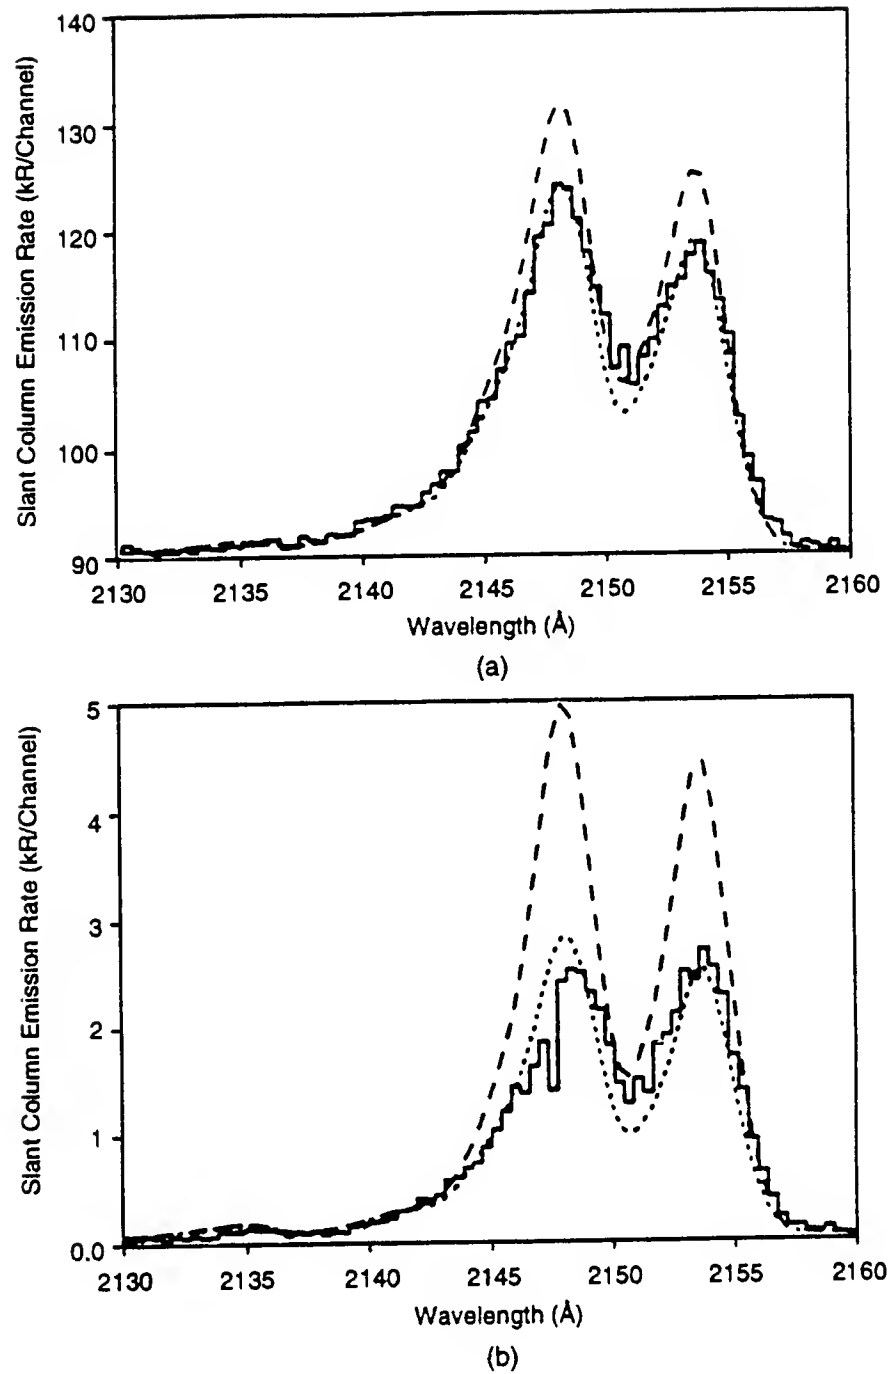 140
130
120
110
100
90
Slant Column Emission Rate (kR/Channel)
2130 2135 2140 2145 2150 2155 2160
Wavelength (Å)
(a)
5
4
3
2
1
0.0
Slant Column Emission Rate (kR/Channel)
2130 2135 2140 2145 2150 2155 2160
Wavelength (Å)
(b)